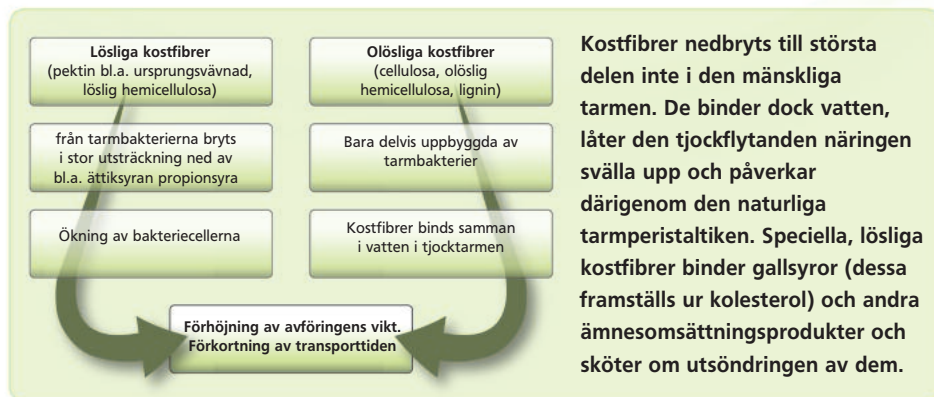 Lösliga kostfibrer
(pektin bl.a. ursprungsvävnad,
löslig hemicellulosa)
från tarmbakterierna bryts
i stor utsträckning ned av
bl.a. ättiksyran propionsyra
Ökning av bakteriecellerna
Olösliga kostfibrer
(cellulosa, olöslig
hemicellulosa, lignin)
Bara delvis uppbyggda av
tarmbakterier
Kostfibrer binds samman
i vatten i tjocktarmen
Förhöjning av avföringens vikt.
Förkortning av transporttiden
Kostfibrer nedbryts till största
delen inte i den mänskliga
tarmen. De binder dock vatten,
låter den tjockflytanden näringen
svälla upp och påverkar
därigenom den naturliga
tarmperistaltiken. Speciella, lösliga
kostfibrer binder gallsyror (dessa
framställs ur kolesterol) och andra
ämnesomsättningsprodukter och
sköter om utsöndringen av dem.